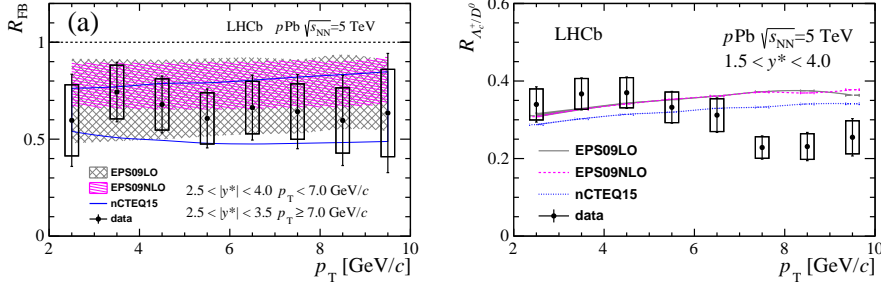 (a)
LHCb pPb √s_NN=5 TeV
R_FB
1
0.5
0
EPS09LO
EPS09NLO
nCTEQ15
data
2.5 < |y*| < 4.0 p_T < 7.0 GeV/c
2.5 < |y*| < 3.5 p_T ≥ 7.0 GeV/c
2 4 6 8 10
p_T [GeV/c]
R_Λc+/D0
LHCb
pPb √s_NN=5 TeV
1.5 < y* < 4.0
0.6
0.4
0.2
0.0
EPS09LO
EPS09NLO
nCTEQ15
data
2 4 6 8 10
p_T [GeV/c]